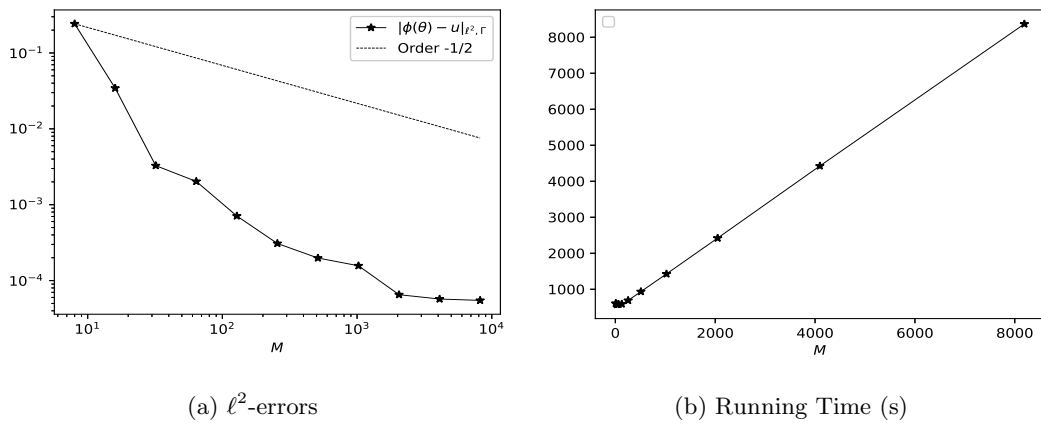 |ϕ(θ) − u|ℓ²,Γ
Order -1/2
10⁻¹
10⁻²
10⁻³
10⁻⁴
10¹ 10² 10³ 10⁴
M
(a) ℓ²-errors
8000
7000
6000
5000
4000
3000
2000
1000
0 2000 4000 6000 8000
M
(b) Running Time (s)